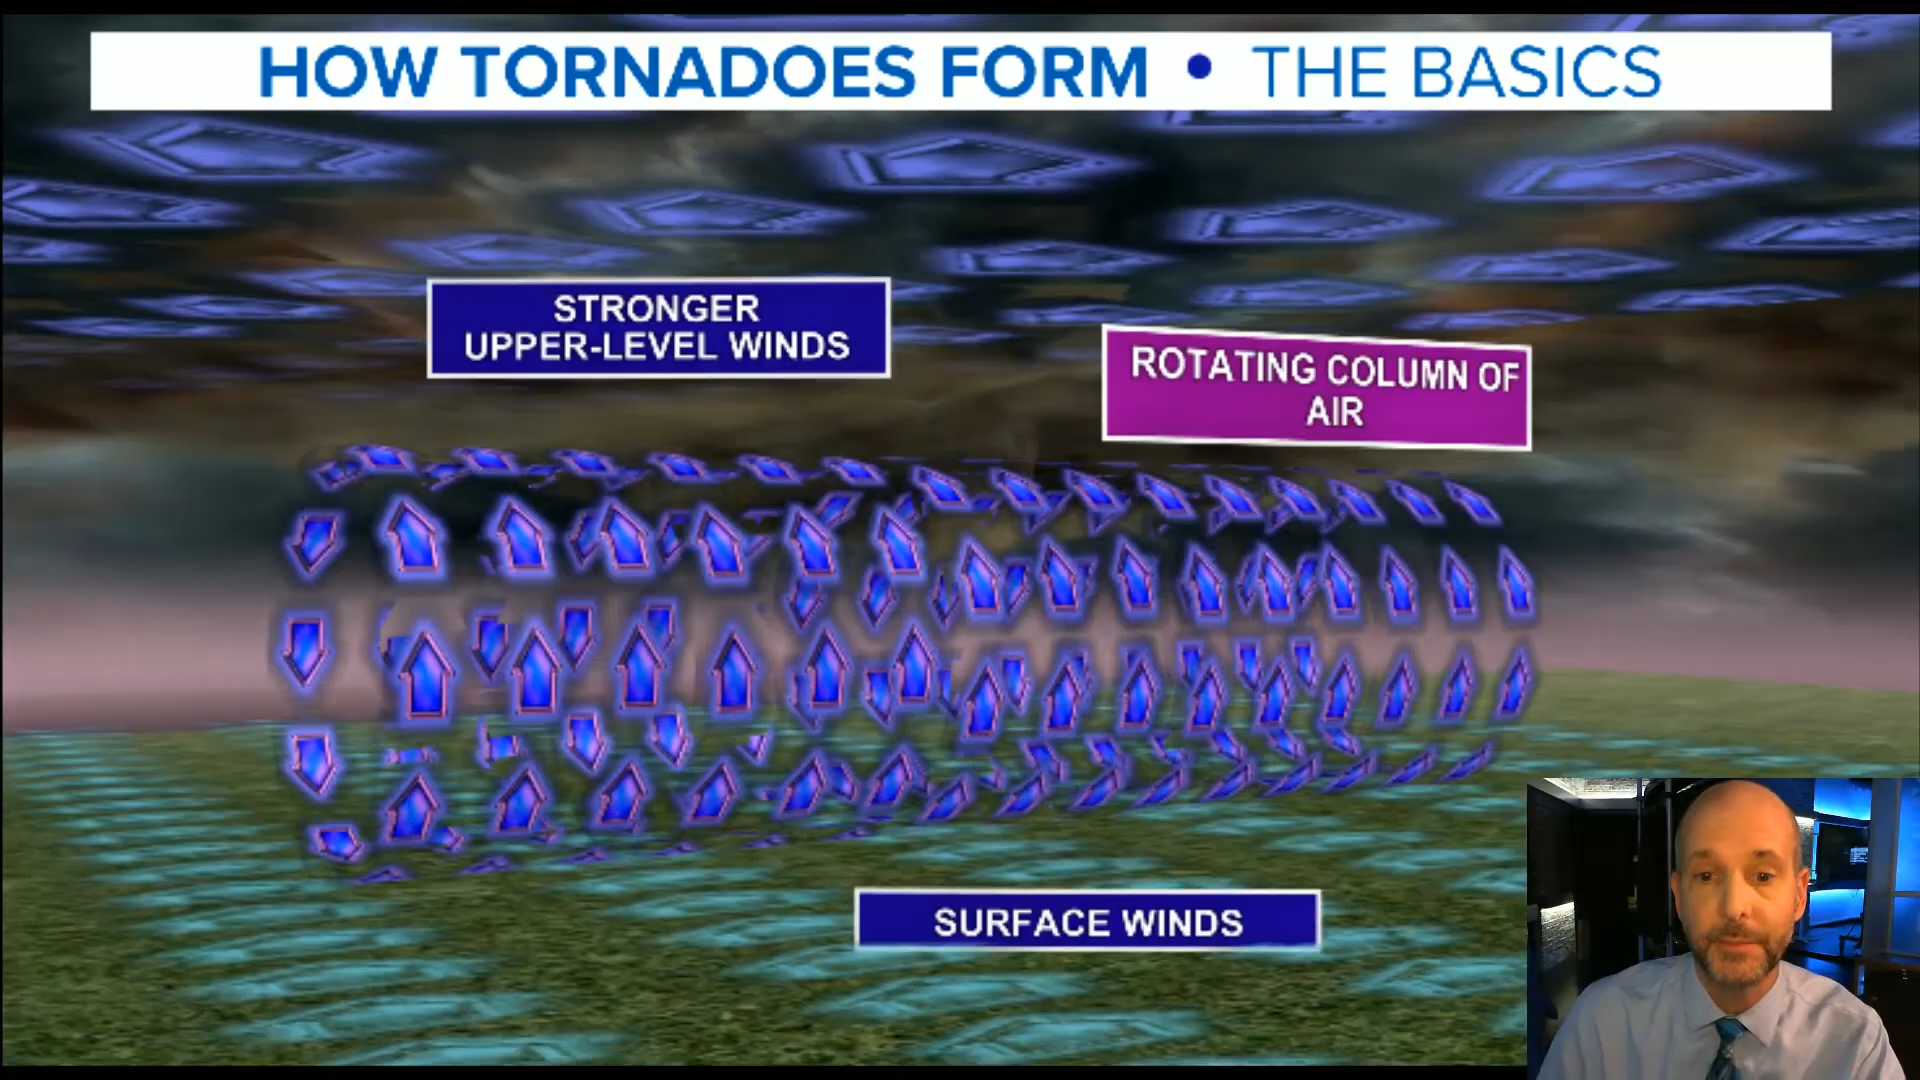 HOW TORNADOES FORM • THE BASICS
STRONGER
UPPER-LEVEL WINDS
ROTATING COLUMN OF
AIR
SURFACE WINDS